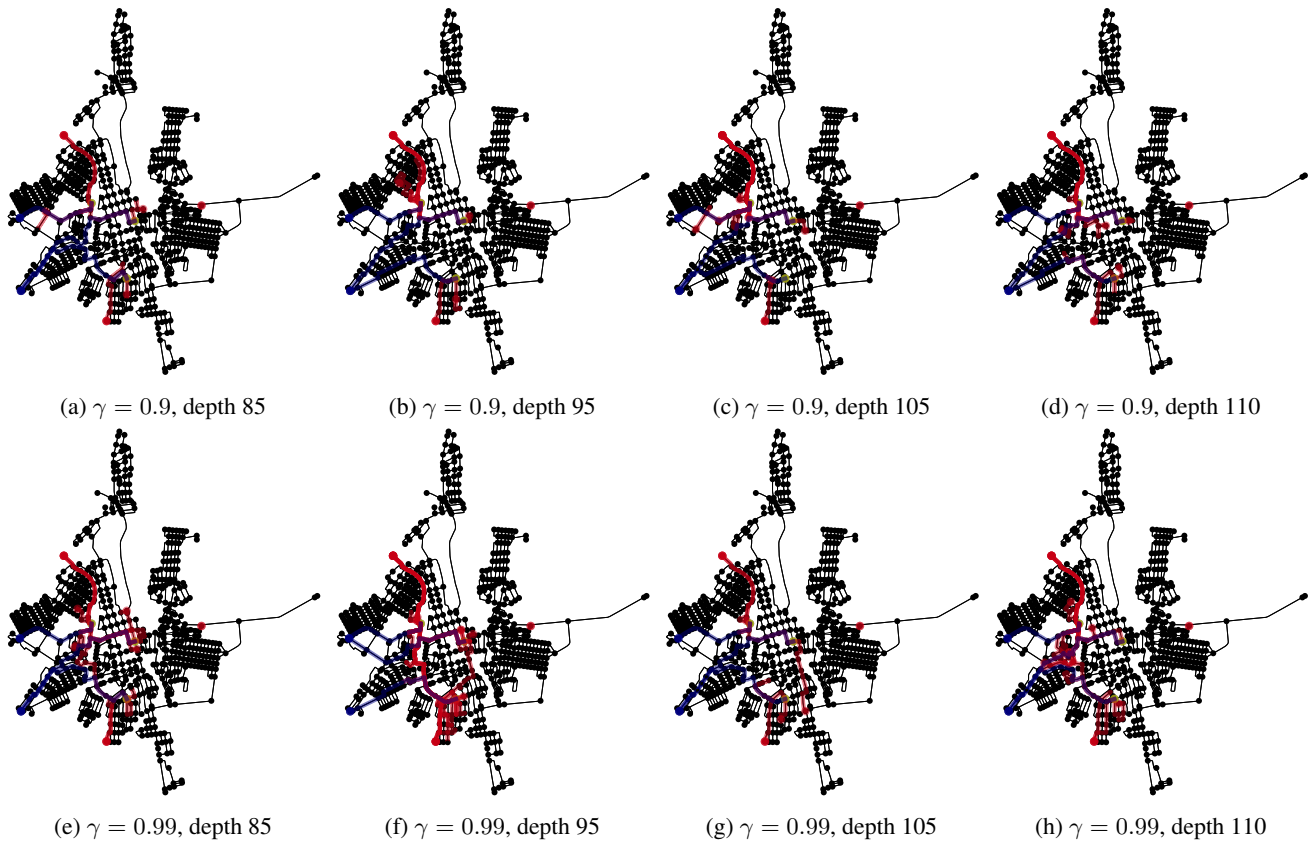 (a) γ = 0.9, depth 85
(b) γ = 0.9, depth 95
(c) γ = 0.9, depth 105
(d) γ = 0.9, depth 110
(e) γ = 0.99, depth 85
(f) γ = 0.99, depth 95
(g) γ = 0.99, depth 105
(h) γ = 0.99, depth 110